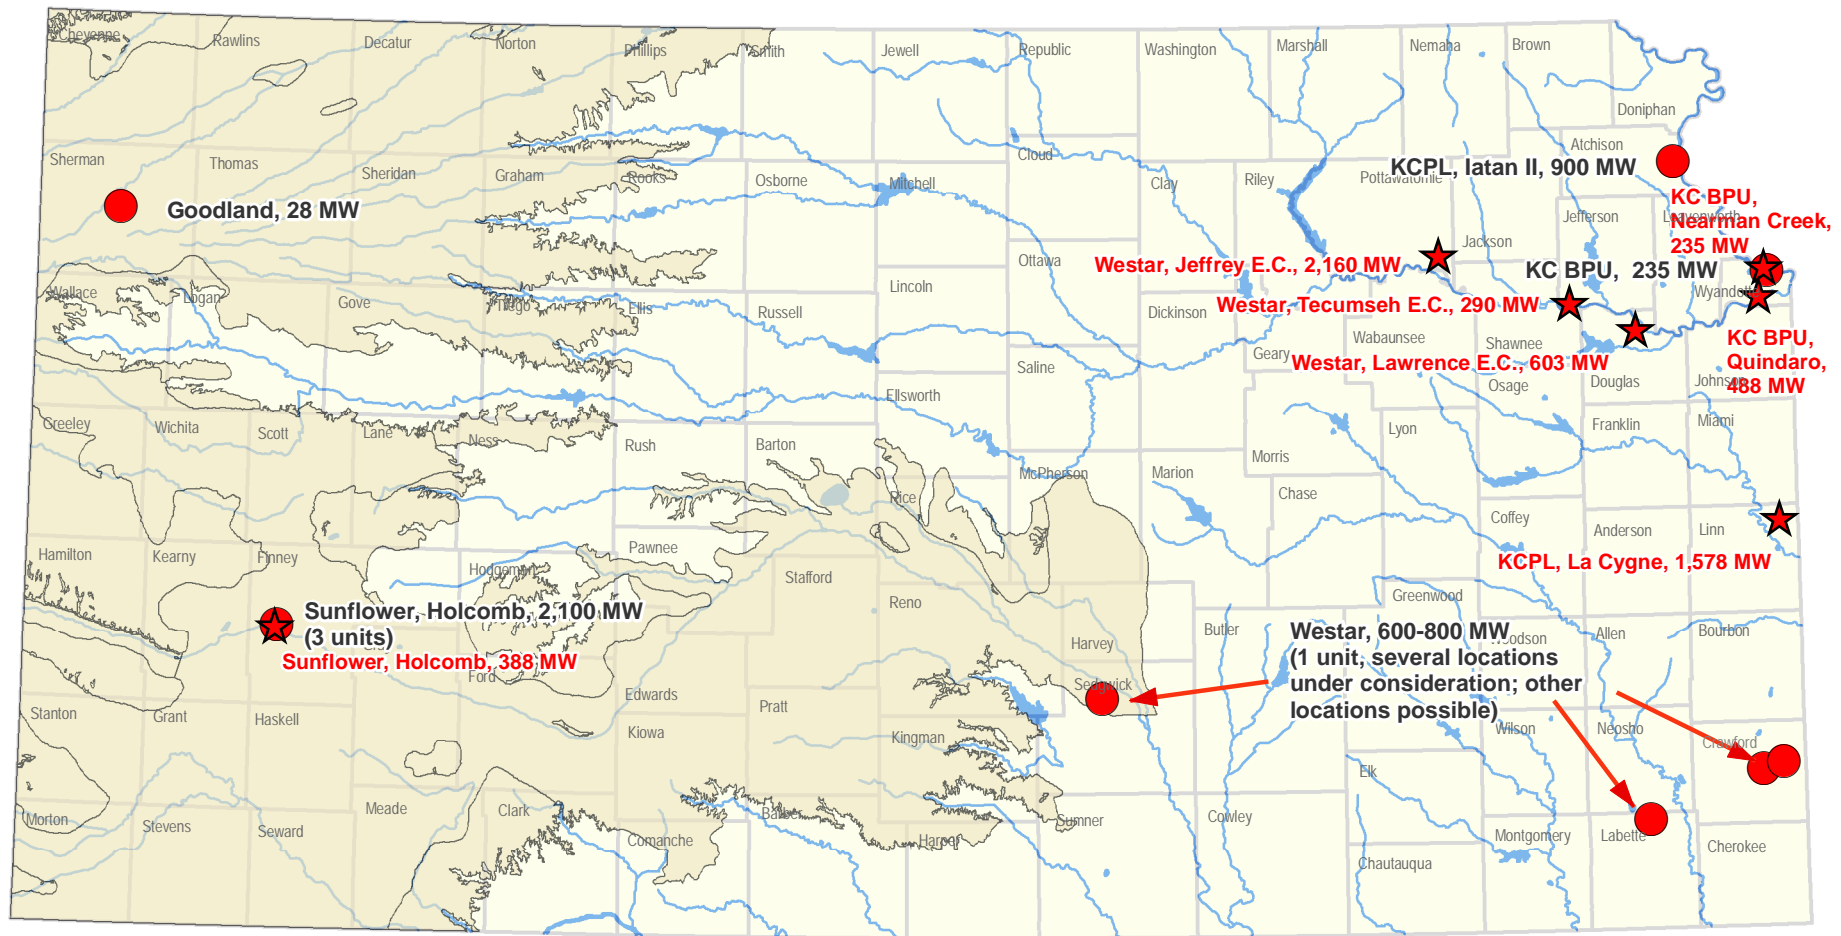 Cheyenne
Rawlins
Decatur
Norton
Phillips
Smith
Jewell
Republic
Washington
Marshall
Nemaha
Brown
Doniphan
Sherman
Thomas
Sheridan
Graham
Rooks
Osborne
Mitchell
Cloud
Clay
Riley
Pottawatomie
Atchison
KCPL, Iatan II, 900 MW
Goodland, 28 MW
Jackson
Jefferson
Leavenworth
KC BPU,
Nearman Creek,
235 MW
Westar, Jeffrey E.C., 2,160 MW
KC BPU, 235 MW
Wyandotte
Wallace
Logan
Gove
Trego
Ellis
Russell
Lincoln
Ottawa
Dickinson
Westar, Tecumseh E.C., 290 MW
Geary
Wabaunsee
Shawnee
Westar, Lawrence E.C., 603 MW
KC BPU,
Quindaro,
488 MW
Saline
Ellsworth
Osage
Douglas
Johnson
Greeley
Wichita
Scott
Lane
Ness
Rush
Barton
Rice
McPherson
Marion
Morris
Chase
Lyon
Franklin
Miami
Coffey
Anderson
Linn
KCPL, La Cygne, 1,578 MW
Hamilton
Kearny
Finney
Hodgeman
Pawnee
Stafford
Reno
Harvey
Butler
Greenwood
Woodson
Allen
Bourbon
Sunflower, Holcomb, 2,100 MW
(3 units)
Sunflower, Holcomb, 388 MW
Ford
Edwards
Westar, 600-800 MW
(1 unit, several locations
under consideration; other
locations possible)
Sedgwick
Stanton
Grant
Haskell
Kiowa
Pratt
Kingman
Wilson
Neosho
Crawford
Elk
Morton
Stevens
Seward
Meade
Clark
Comanche
Barber
Harper
Sumner
Cowley
Chautauqua
Montgomery
Labette
Cherokee